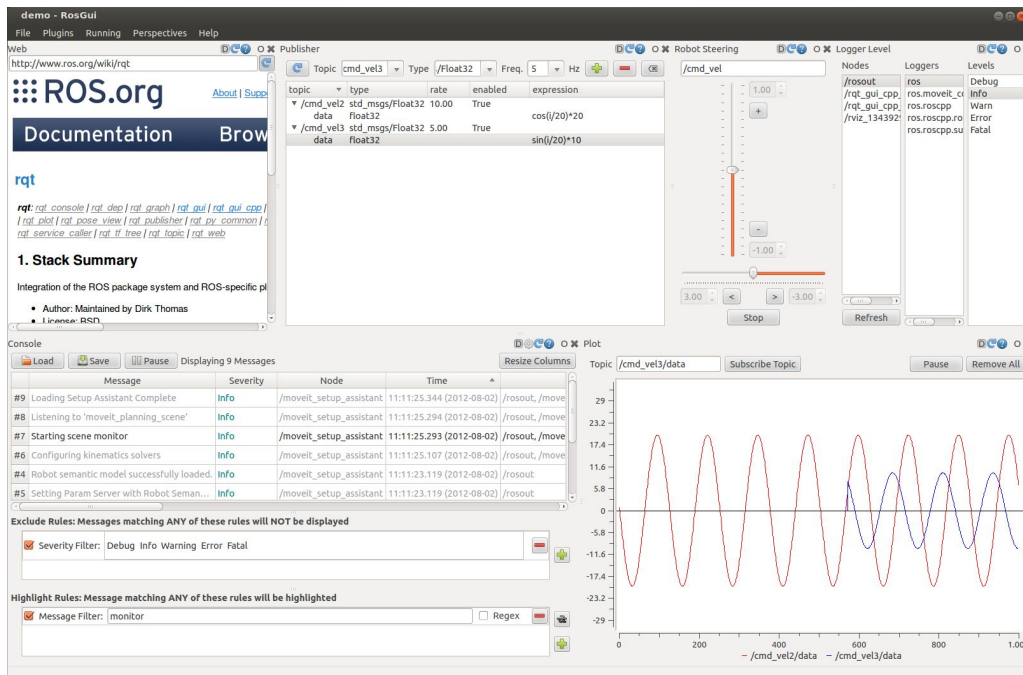 demo - RosGui
File Plugins Running Perspectives Help
Web
http://www.ros.org/wiki/rqt
ROS.org
About | Supp
Documentation Brow
rqt
rqt: rqt_console | rqt_dep | rqt_graph | rqt_gui | rqt_gui_cpp |
| rqt_plot | rqt_pose_view | rqt_publisher | rqt_py_common |
rqt_service_caller | rqt_tf_tree | rqt_topic | rqt_web
1. Stack Summary
Integration of the ROS package system and ROS-specific pl
Author: Maintained by Dirk Thomas
License: BSD
Publisher
Topic cmd_vel3 Type /Float32 Freq. 5 Hz
topic type rate enabled expression
/cmd_vel2 std_msgs/Float32 10.00 True
data float32 cos(i/20)*20
/cmd_vel3 std_msgs/Float32 5.00 True
data float32 sin(i/20)*10
Robot Steering
/cmd_vel
1.00
+
-
-1.00
3.00 < > -3.00
Stop
Logger Level
Nodes Loggers Levels
/rosout ros Debug
/rqt_gui_cpp_ ros.moveit_co Info
/rqt_gui_cpp_ ros.roscpp Warn
/rviz_1343929 ros.roscpp.ro Error
ros.roscpp.su Fatal
Refresh
Console
Load Save Pause Displaying 9 Messages Resize Columns
Message Severity Node Time
#9 Loading Setup Assistant Complete Info /moveit_setup_assistant 11:11:25.344 (2012-08-02) /rosout, /move
#8 Listening to 'moveit_planning_scene' Info /moveit_setup_assistant 11:11:25.294 (2012-08-02) /rosout, /move
#7 Starting scene monitor Info /moveit_setup_assistant 11:11:25.293 (2012-08-02) /rosout, /move
#6 Configuring kinematics solvers Info /moveit_setup_assistant 11:11:25.107 (2012-08-02) /rosout, /move
#4 Robot semantic model successfully loaded. Info /moveit_setup_assistant 11:11:23.119 (2012-08-02) /rosout
#5 Setting Param Server with Robot Seman... Info /moveit_setup_assistant 11:11:23.119 (2012-08-02) /rosout
Exclude Rules: Messages matching ANY of these rules will NOT be displayed
Severity Filter: Debug Info Warning Error Fatal
Highlight Rules: Message matching ANY of these rules will be highlighted
Message Filter: monitor Regex
Plot
Topic /cmd_vel3/data Subscribe Topic Pause Remove All
29
23.2
17.4
11.6
5.8
0
-5.8
-11.6
-17.4
-23.2
-29
0 200 400 600 800 1.00
/cmd_vel2/data /cmd_vel3/data